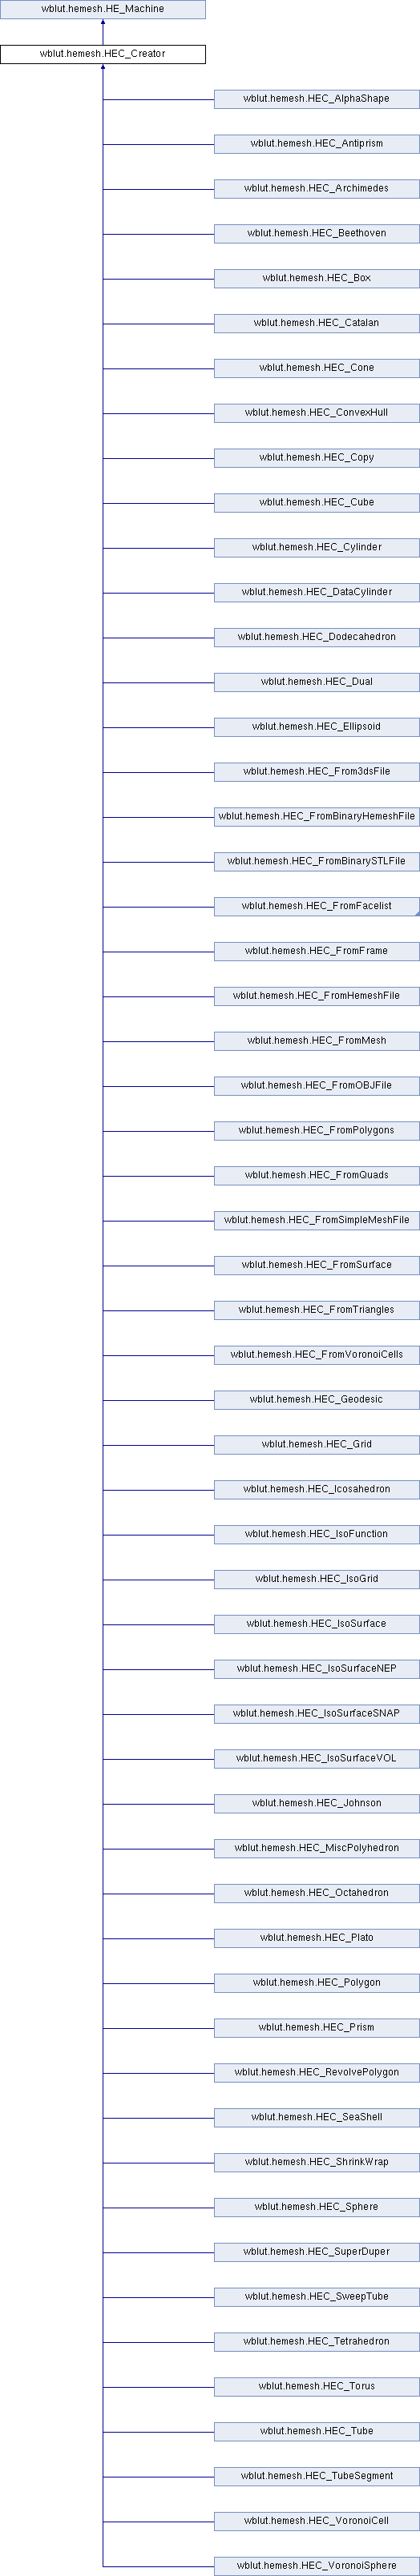 wblut.hemesh.HE_Machine
wblut.hemesh.HEC_Creator
wblut.hemesh.HEC_AlphaShape
wblut.hemesh.HEC_Antiprism
wblut.hemesh.HEC_Archimedes
wblut.hemesh.HEC_Beethoven
wblut.hemesh.HEC_Box
wblut.hemesh.HEC_Catalan
wblut.hemesh.HEC_Cone
wblut.hemesh.HEC_ConvexHull
wblut.hemesh.HEC_Copy
wblut.hemesh.HEC_Cube
wblut.hemesh.HEC_Cylinder
wblut.hemesh.HEC_DataCylinder
wblut.hemesh.HEC_Dodecahedron
wblut.hemesh.HEC_Dual
wblut.hemesh.HEC_Ellipsoid
wblut.hemesh.HEC_From3dsFile
wblut.hemesh.HEC_FromBinaryHemeshFile
wblut.hemesh.HEC_FromBinarySTLFile
wblut.hemesh.HEC_FromFacelist
wblut.hemesh.HEC_FromFrame
wblut.hemesh.HEC_FromHemeshFile
wblut.hemesh.HEC_FromMesh
wblut.hemesh.HEC_FromOBJFile
wblut.hemesh.HEC_FromPolygons
wblut.hemesh.HEC_FromQuads
wblut.hemesh.HEC_FromSimpleMeshFile
wblut.hemesh.HEC_FromSurface
wblut.hemesh.HEC_FromTriangles
wblut.hemesh.HEC_FromVoronoiCells
wblut.hemesh.HEC_Geodesic
wblut.hemesh.HEC_Grid
wblut.hemesh.HEC_Icosahedron
wblut.hemesh.HEC_IsoFunction
wblut.hemesh.HEC_IsoGrid
wblut.hemesh.HEC_IsoSurface
wblut.hemesh.HEC_IsoSurfaceNEP
wblut.hemesh.HEC_IsoSurfaceSNAP
wblut.hemesh.HEC_IsoSurfaceVOL
wblut.hemesh.HEC_Johnson
wblut.hemesh.HEC_MiscPolyhedron
wblut.hemesh.HEC_Octahedron
wblut.hemesh.HEC_Plato
wblut.hemesh.HEC_Polygon
wblut.hemesh.HEC_Prism
wblut.hemesh.HEC_RevolvePolygon
wblut.hemesh.HEC_SeaShell
wblut.hemesh.HEC_ShrinkWrap
wblut.hemesh.HEC_Sphere
wblut.hemesh.HEC_SuperDuper
wblut.hemesh.HEC_SweepTube
wblut.hemesh.HEC_Tetrahedron
wblut.hemesh.HEC_Torus
wblut.hemesh.HEC_Tube
wblut.hemesh.HEC_TubeSegment
wblut.hemesh.HEC_VoronoiCell
wblut.hemesh.HEC_VoronoiSphere